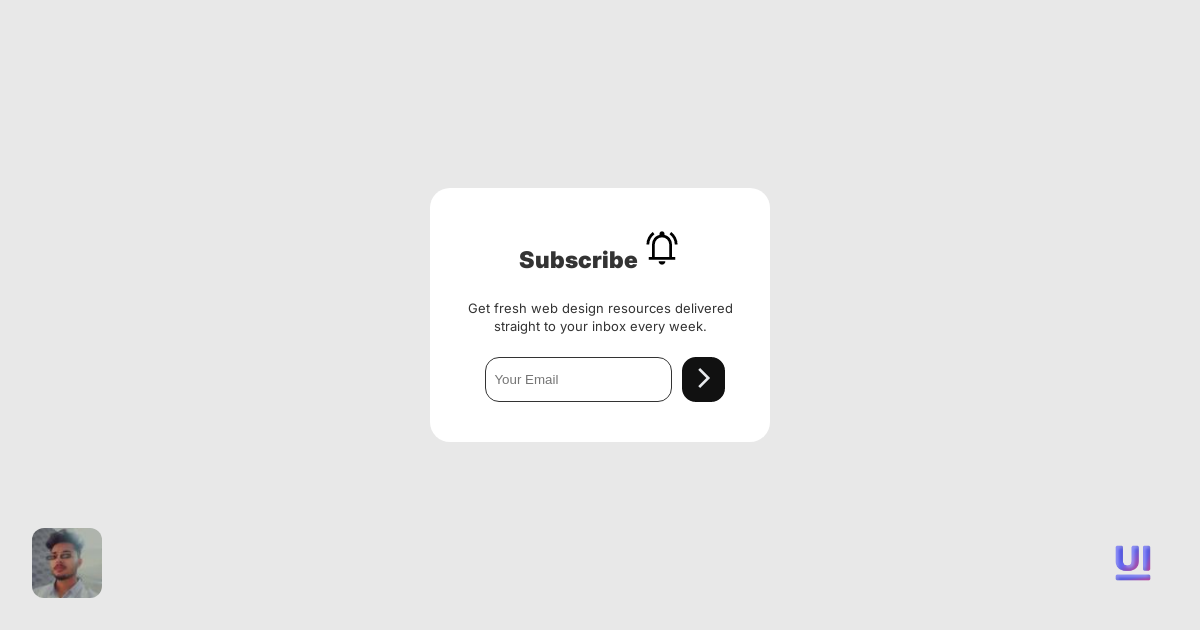 Subscribe
Get fresh web design resources delivered
straight to your inbox every week.
Your Email
UI